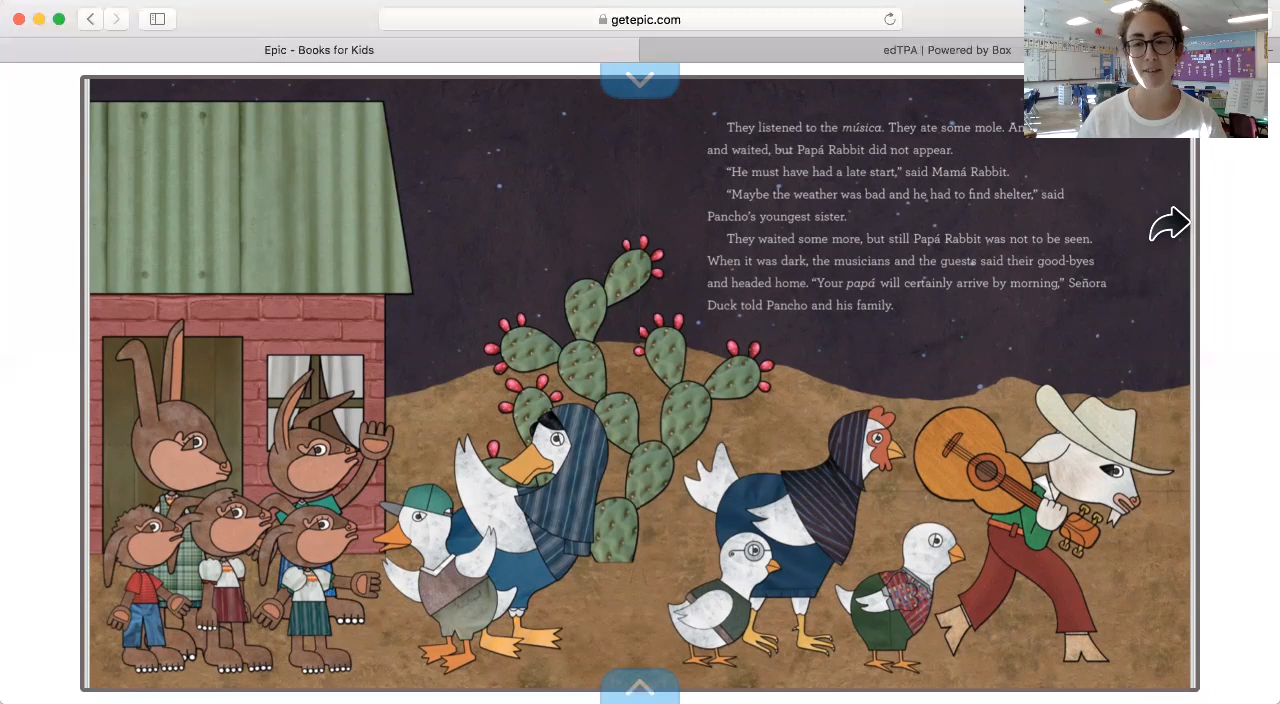 getepic.com
Epic - Books for Kids
edTPA | Powered by Box
They listened to the música. They ate some mole.
and waited, but Papá Rabbit did not appear.
“He must have had a late start,” said Mamá Rabbit.
“Maybe the weather was bad and he had to find shelter,” said
Pancho’s youngest sister.
They waited some more, but still Papá Rabbit was not to be seen.
When it was dark, the musicians and the guests said their good-byes
and headed home. “Your papá will certainly arrive by morning,” Señora
Duck told Pancho and his family.